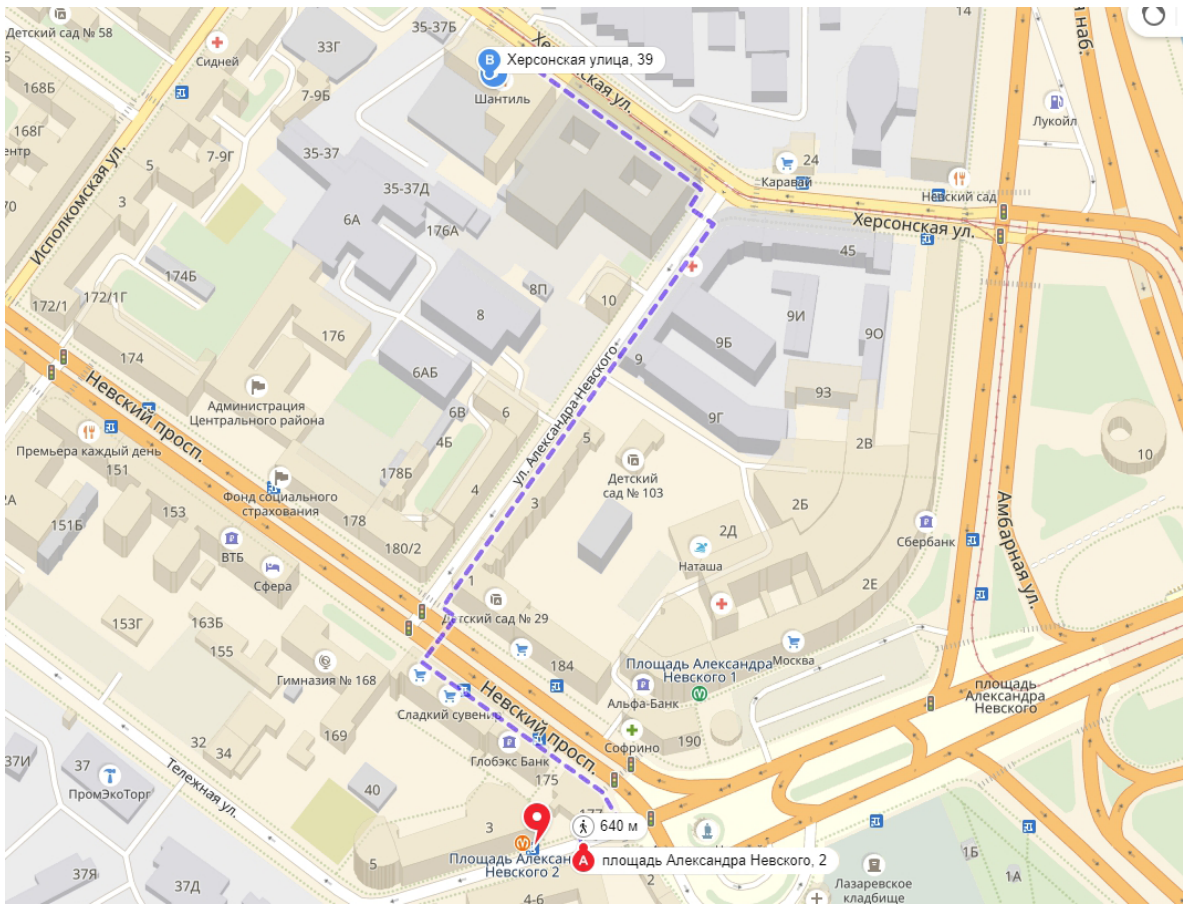 Детский сад № 58
35-37Б
14
Сидней
33Г
Херсонская улица, 39
Херсонская ул.
я наб.
168Б
7-9Б
Шантиль
Лукойл
168Г
ентр
5
7-9Г
35-37
24
Каравай
Исполкомская ул.
3
35-37Д
Невский сад
70
6А
176А
Херсонская ул.
45
174Б
8П
172/1
172/1Г
10
8
9И
176
174
9Б
9О
9
6АБ
Невский просп.
93
Администрация
Центрального района
6В
6
9Г
4Б
5
2В
Премьера каждый день
151
178Б
ул. Александра Невского
Детский
сад № 103
10
2А
Фонд социального
страхования
4
3
2Б
Амбарная ул.
151Б
153
178
2Д
180/2
Сбербанк
ВТБ
Наташа
Сфера
1
2Е
Детский сад № 29
153Г
163Б
155
184
Москва
Площадь Александра
Невского 1
Гимназия № 168
площадь
Александра
Невского
Невский просп.
Альфа-Банк
Сладкий сувенир
169
Софрино
190
32
34
Глобэкс Банк
37И
37
175
Тележная ул.
ПромЭкоТорг
40
177
3
640 м
5
Площадь Алексан
Невского 2
A
площадь Александра Невского, 2
B
1Б
37Я
37Д
4-6
2
1А
Лазаревское
кладбище